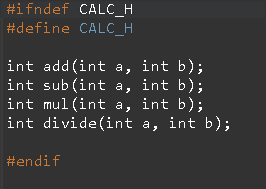 #ifndef CALC_H
#define CALC_H
int add(int a, int b);
int sub(int a, int b);
int mul(int a, int b);
int divide(int a, int b);
#endif